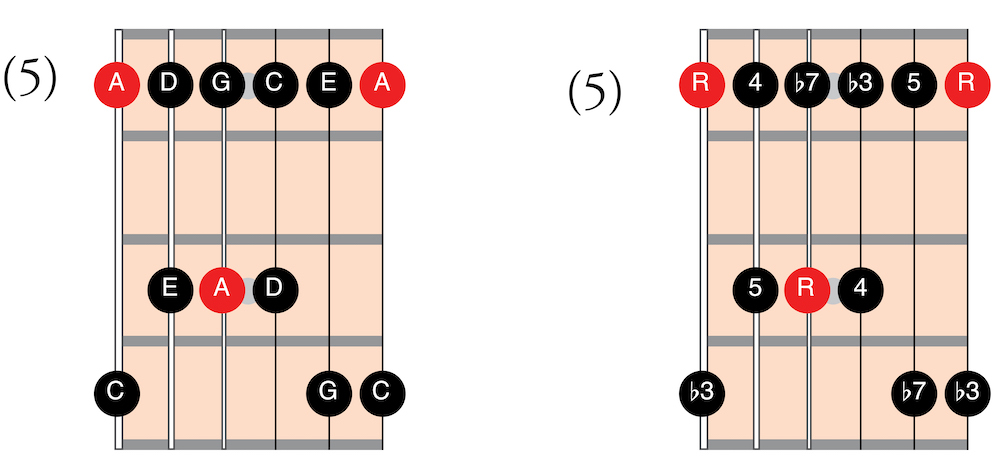 (5) A D G C E A
E A D
C G C
(5) R 4 ♭7 ♭3 5 R
5 R 4
♭3 ♭7 ♭3